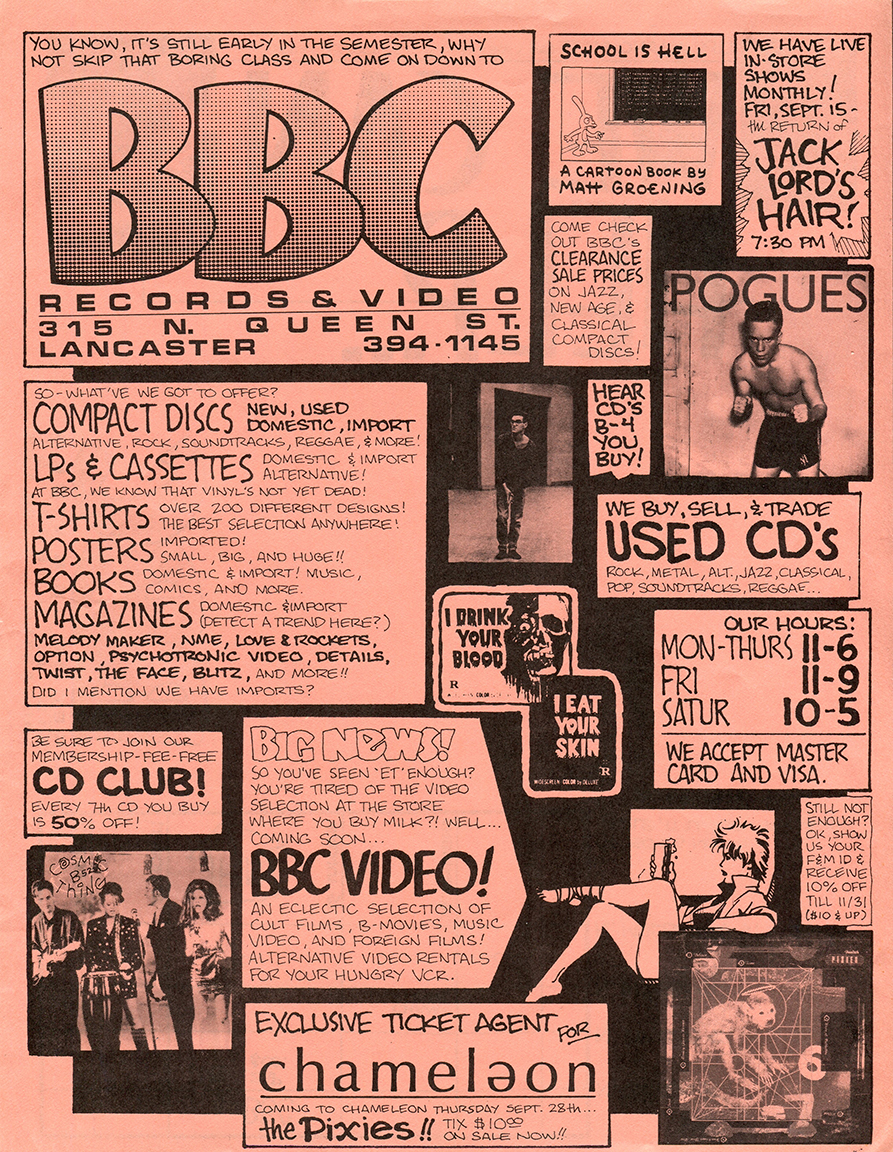 YOU KNOW, IT'S STILL EARLY IN THE SEMESTER, WHY
NOT SKIP THAT BORING CLASS AND COME ON DOWN TO
BBC
RECORDS & VIDEO
315 N. QUEEN ST.
LANCASTER 394-1145
SCHOOL IS HELL
A CARTOON BOOK BY
MATT GROENING
WE HAVE LIVE
IN-STORE
SHOWS
MONTHLY!
FRI, SEPT. 15-
the RETURN of
JACK
LORD'S
HAIR!
7:30 PM
COME CHECK
OUT BBC's
CLEARANCE
SALE PRICES
ON JAZZ,
NEW AGE, &
CLASSICAL
COMPACT
DISCS!
POGUES
HEAR
CD'S
B-4
YOU
BUY!
SO-WHAT'VE WE GOT TO OFFER?
COMPACT DISCS NEW, USED
DOMESTIC, IMPORT
ALTERNATIVE, ROCK, SOUNDTRACKS, REGGAE, & MORE!
LPs & CASSETTES DOMESTIC & IMPORT
ALTERNATIVE!
AT BBC, WE KNOW THAT VINYL'S NOT YET DEAD!
T-SHIRTS OVER 200 DIFFERENT DESIGNS!
THE BEST SELECTION ANYWHERE!
POSTERS IMPORTED!
SMALL, BIG, AND HUGE!!
BOOKS DOMESTIC & IMPORT! MUSIC,
COMICS, AND MORE.
MAGAZINES DOMESTIC & IMPORT
(DETECT A TREND HERE?)
MELODY MAKER, NME, LOVE & ROCKETS,
OPTION, PSYCHOTRONIC VIDEO, DETAILS,
TWIST, THE FACE, BLITZ, AND MORE!!
DID I MENTION WE HAVE IMPORTS?
WE BUY, SELL, & TRADE
USED CD's
ROCK, METAL, ALT., JAZZ, CLASSICAL,
POP, SOUNDTRACKS, REGGAE...
I DRINK
YOUR
BLOOD
R
COLOR
I EAT
YOUR
SKIN
R
WIDESCREEN COLOR by DELUXE
OUR HOURS:
MON-THURS 11-6
FRI 11-9
SATUR 10-5
WE ACCEPT MASTER
CARD AND VISA.
BE SURE TO JOIN OUR
MEMBERSHIP-FEE-FREE
CD CLUB!
EVERY 7th CD YOU BUY
IS 50% OFF!
BIG NEWS!
SO YOU'VE SEEN 'ET' ENOUGH?
YOU'RE TIRED OF THE VIDEO
SELECTION AT THE STORE
WHERE YOU BUY MILK?! WELL...
COMING SOON...
BBC VIDEO!
AN ECLECTIC SELECTION OF
CULT FILMS, B-MOVIES, MUSIC
VIDEO, AND FOREIGN FILMS!
ALTERNATIVE VIDEO RENTALS
FOR YOUR HUNGRY VCR.
STILL NOT
ENOUGH?
OK, SHOW
US YOUR
F&M ID &
RECEIVE
10% OFF
TILL 11/31
($10 & UP)
COSMIC
B52's
THING
PIXIES
6
EXCLUSIVE TICKET AGENT FOR
chameləon
COMING TO CHAMELEON THURSDAY SEPT. 28th...
the Pixies!! TIX $10.00
ON SALE NOW!!